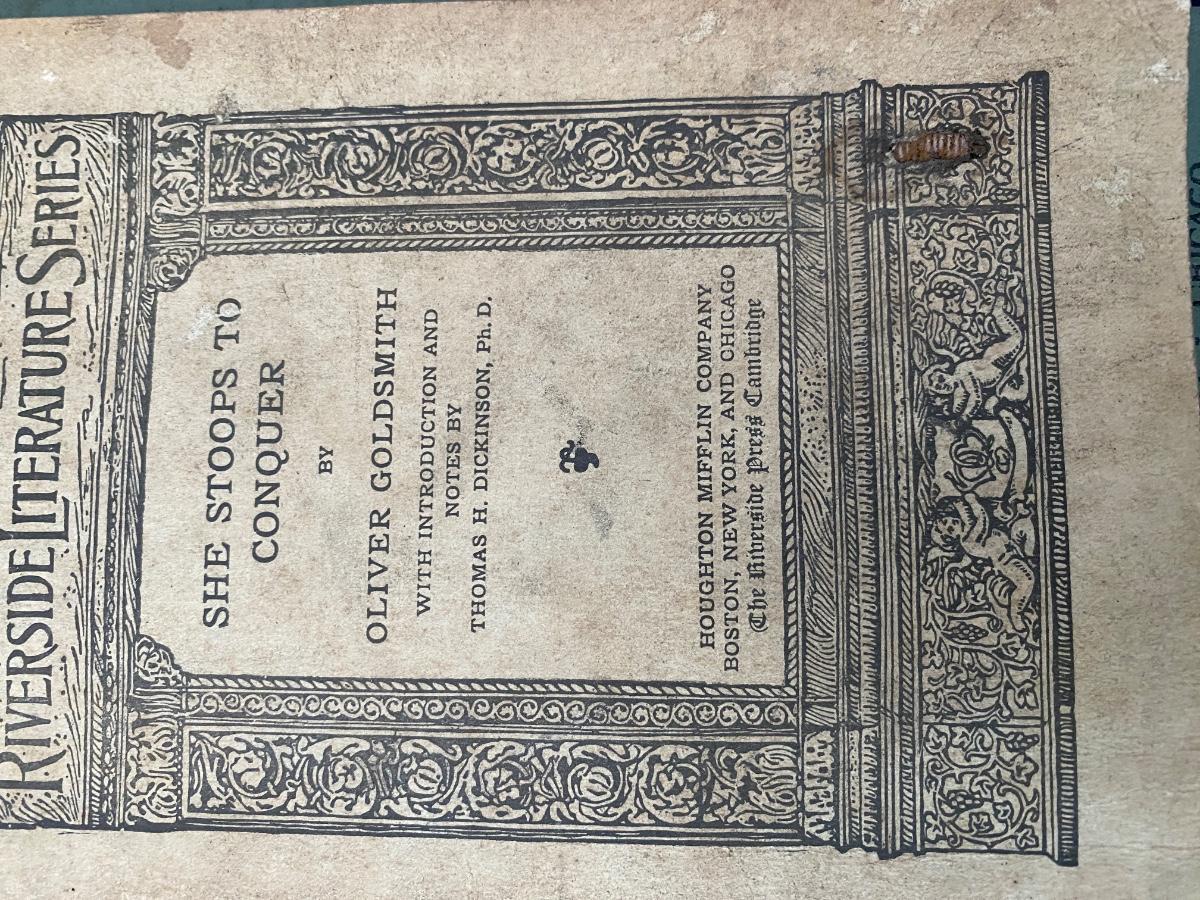 RIVERSIDE LITERATURE SERIES
SHE STOOPS TO
CONQUER
BY
OLIVER GOLDSMITH
WITH INTRODUCTION AND
NOTES BY
THOMAS H. DICKINSON, Ph. D.
HOUGHTON MIFFLIN COMPANY
BOSTON, NEW YORK, AND CHICAGO
The Riverside Press Cambridge